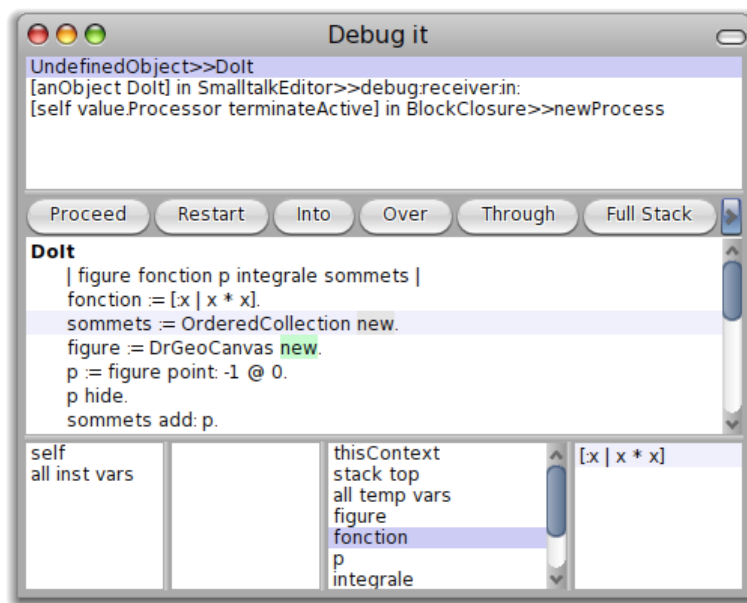 Debug it
UndefinedObject>>DoIt
[anObject DoIt] in SmalltalkEditor>>debug:receiver:in:
[self value.Processor terminateActive] in BlockClosure>>newProcess
Proceed Restart Into Over Through Full Stack
DoIt
| figure fonction p integrale sommets |
fonction := [:x | x * x].
sommets := OrderedCollection new.
figure := DrGeoCanvas new.
p := figure point: -1 @ 0.
p hide.
sommets add: p.
self
all inst vars
thisContext
stack top
all temp vars
figure
fonction
p
integrale
[:x | x * x]